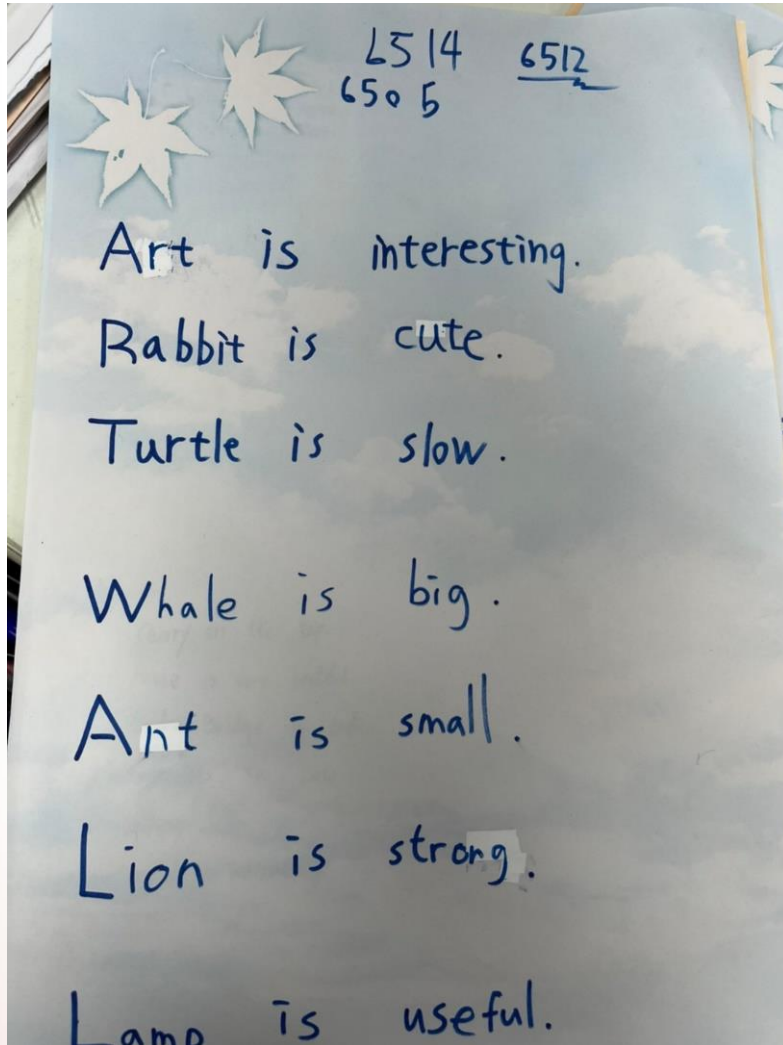 6514 6512
6505
Art is interesting.
Rabbit is cute.
Turtle is slow.
Whale is big.
Ant is small.
Lion is strong.
Lamp is useful.